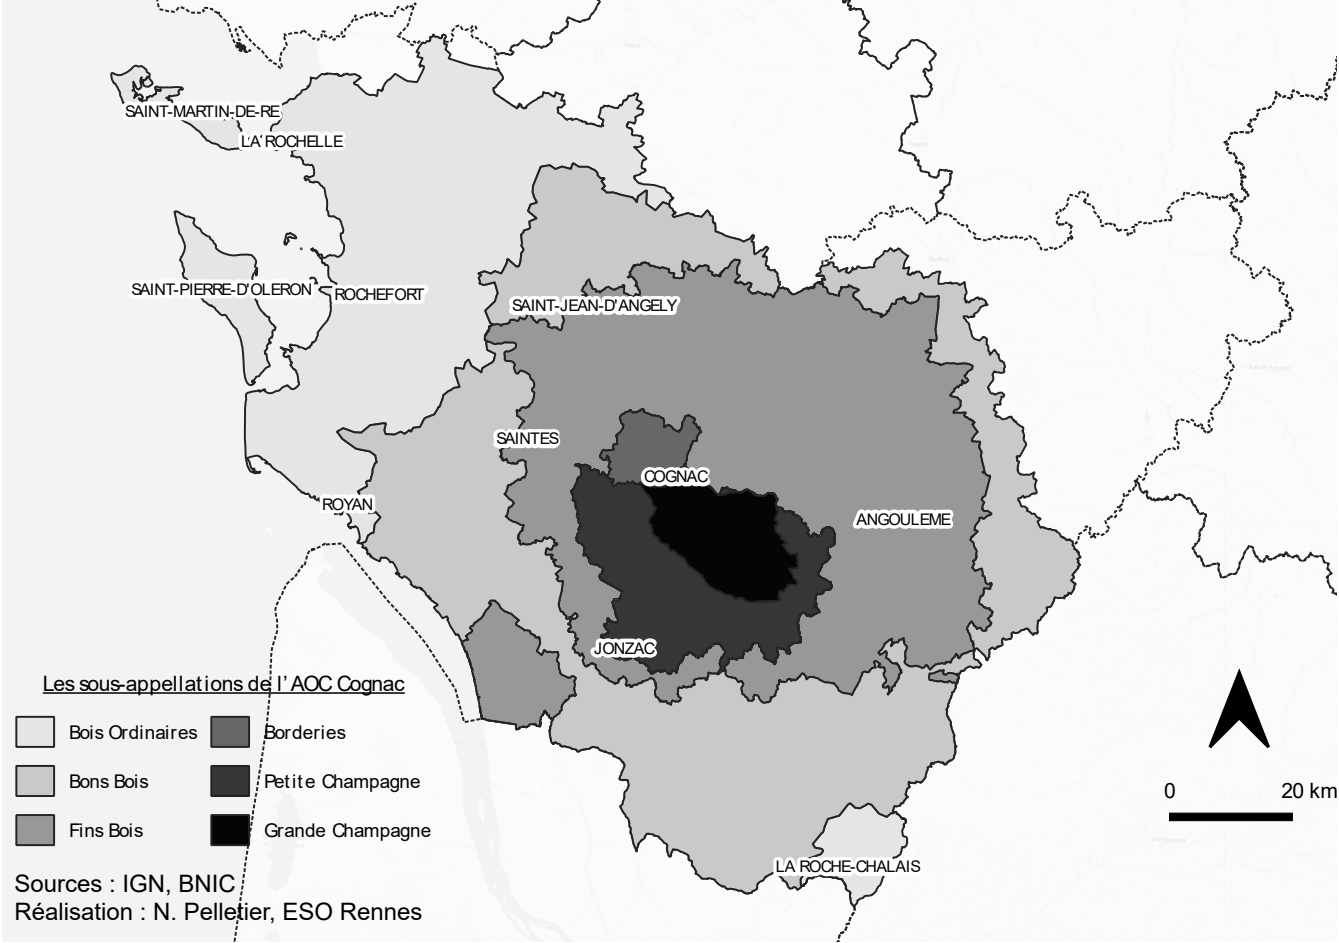 SAINT-MARTIN-DE-RE
LA ROCHELLE
SAINT-PIERRE-D'OLERON
ROCHEFORT
SAINT-JEAN-D'ANGELY
SAINTES
COGNAC
ROYAN
ANGOULEME
JONZAC
LA ROCHE-CHALAIS
Les sous-appellations de l'AOC Cognac
Bois Ordinaires
Borderies
Bons Bois
Petite Champagne
Fins Bois
Grande Champagne
0 20 km
Sources : IGN, BNIC
Réalisation : N. Pelletier, ESO Rennes